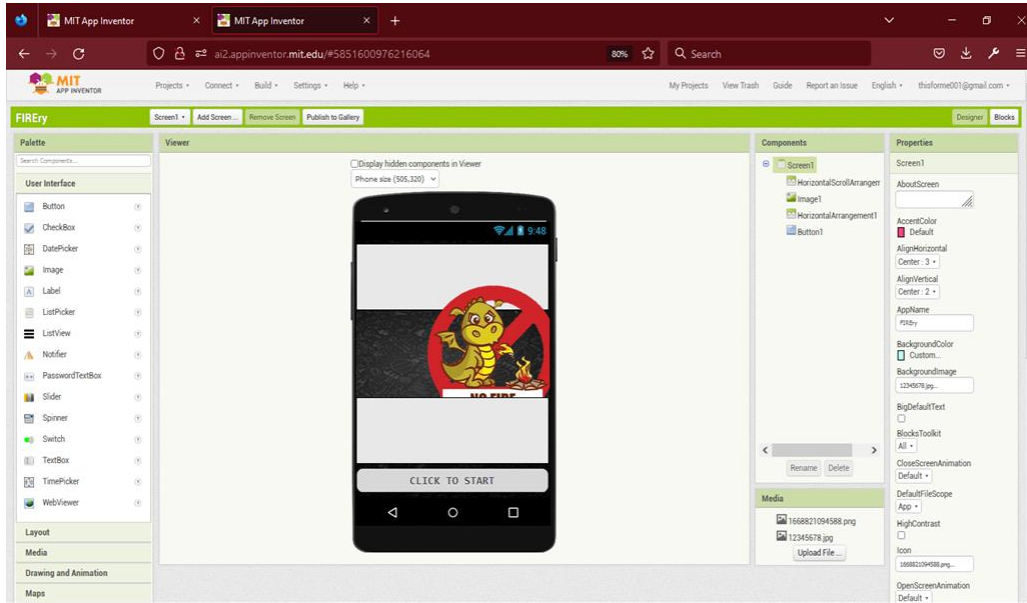 MIT App Inventor
MIT App Inventor
ai2.appinventor.mit.edu/#5851600976216064
80%
Search
MIT
APP INVENTOR
Projects
Connect
Build
Settings
Help
My Projects
View Trash
Guide
Report an Issue
English
thisforme001@gmail.com
FIREry
Screen1
Add Screen ...
Remove Screen
Publish to Gallery
Designer
Blocks
Palette
Search Components...
User Interface
Button
CheckBox
DatePicker
Image
Label
ListPicker
ListView
Notifier
PasswordTextBox
Slider
Spinner
Switch
TextBox
TimePicker
WebViewer
Layout
Media
Drawing and Animation
Maps
Viewer
Display hidden components in Viewer
Phone size (505,320)
9:48
NO FIRE
CLICK TO START
Components
Screen1
HorizontalScrollArrangem
Image1
HorizontalArrangement1
Button1
Rename
Delete
Media
1668821094588.png
12345678.jpg
Upload File ...
Properties
Screen1
AboutScreen
AccentColor
Default
AlignHorizontal
Center : 3
AlignVertical
Center : 2
AppName
FIREry
BackgroundColor
Custom...
BackgroundImage
12345678.jpg...
BigDefaultText
BlocksToolkit
All
CloseScreenAnimation
Default
DefaultFileScope
App
HighContrast
Icon
1668821094588.png...
OpenScreenAnimation
Default